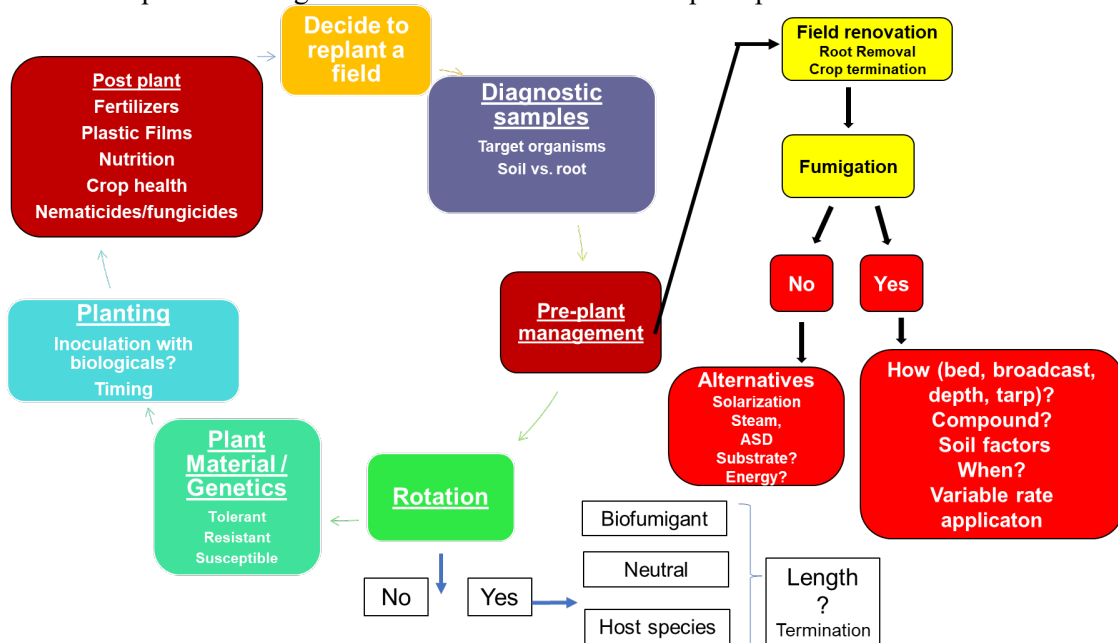 Decide to
replant a
field
Diagnostic
samples
Target organisms
Soil vs. root
Pre-plant
management
Field renovation
Root Removal
Crop termination
Fumigation
No
Yes
Alternatives
Solarization
Steam,
ASD
Substrate?
Energy?
How (bed, broadcast,
depth, tarp)?
Compound?
Soil factors
When?
Variable rate
applicaton
Rotation
No
Yes
Biofumigant
Neutral
Host species
Length
?
Termination
Plant
Material /
Genetics
Tolerant
Resistant
Susceptible
Planting
Inoculation with
biologicals?
Timing
Post plant
Fertilizers
Plastic Films
Nutrition
Crop health
Nematicides/fungicides